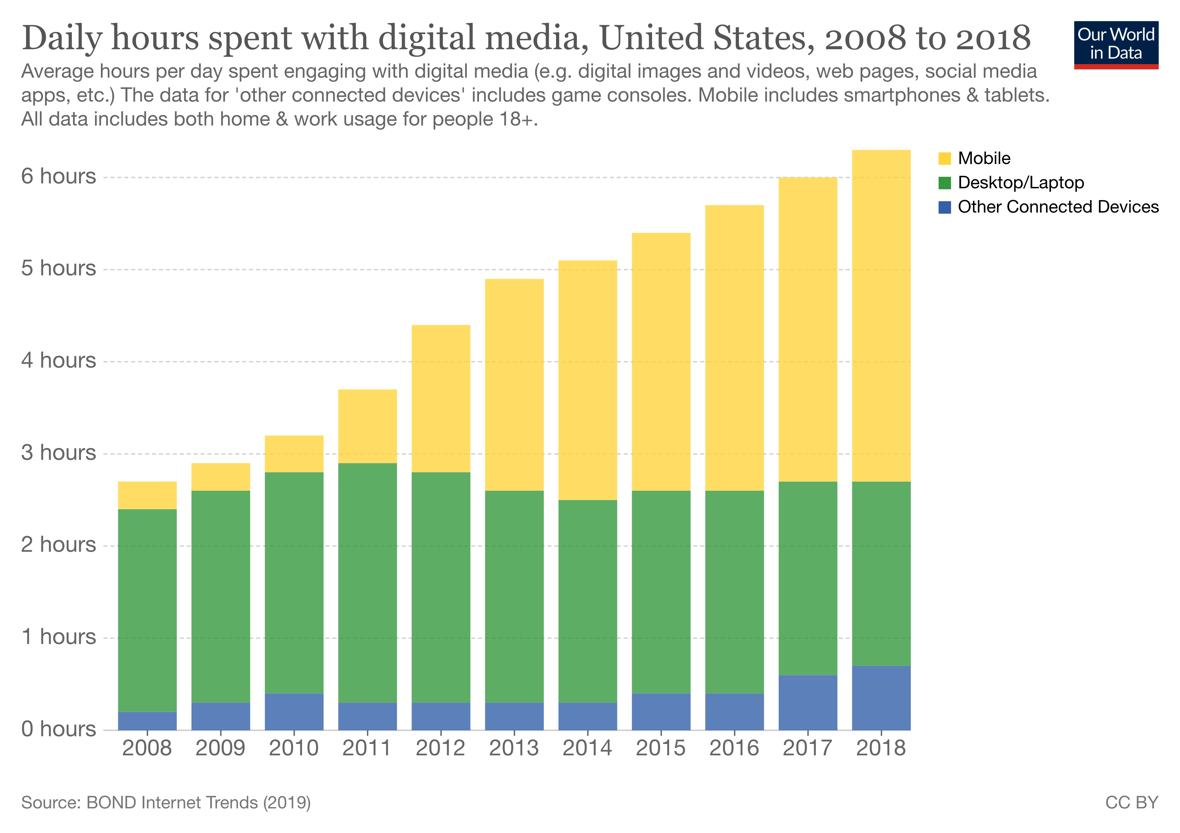 Daily hours spent with digital media, United States, 2008 to 2018
Our World
in Data
Average hours per day spent engaging with digital media (e.g. digital images and videos, web pages, social media
apps, etc.) The data for 'other connected devices' includes game consoles. Mobile includes smartphones & tablets.
All data includes both home & work usage for people 18+.
Mobile
Desktop/Laptop
Other Connected Devices
6 hours
5 hours
4 hours
3 hours
2 hours
1 hours
0 hours
2008 2009 2010 2011 2012 2013 2014 2015 2016 2017 2018
Source: BOND Internet Trends (2019)
CC BY